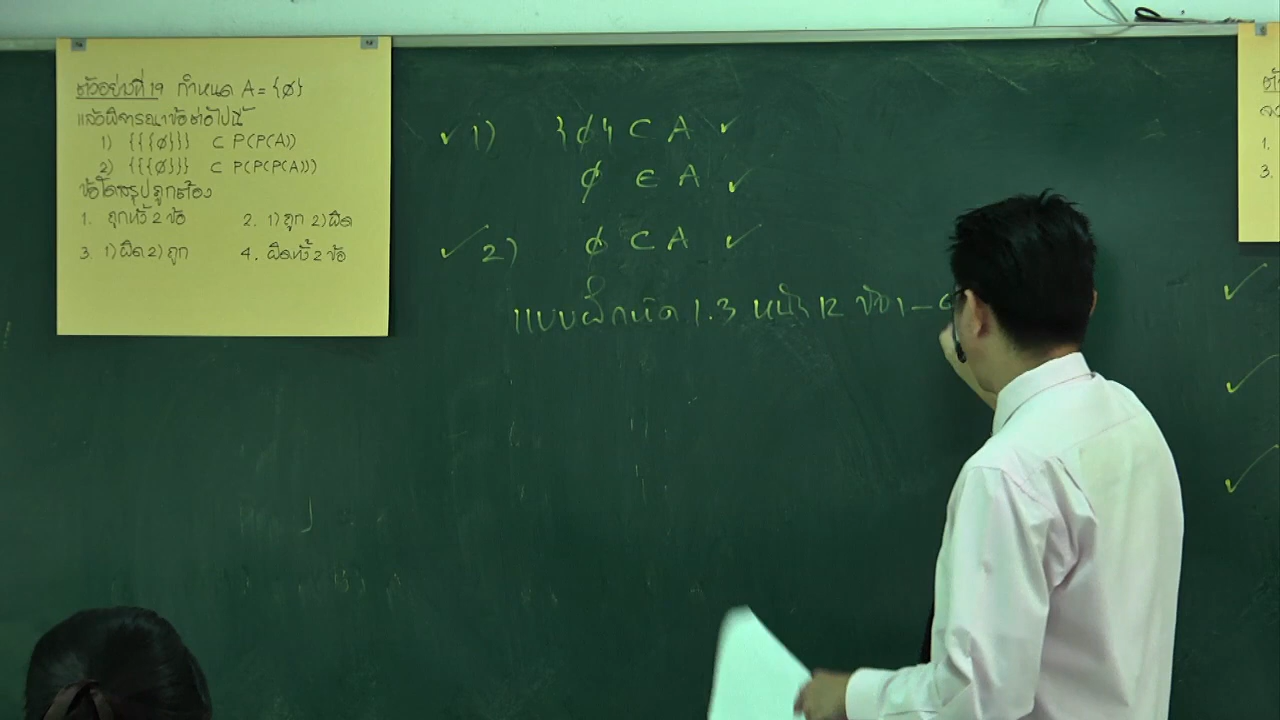 ตัวอย่างที่ 19 กำหนด A = {∅}
แล้วพิจารณาข้อต่อไปนี้
1) {{{∅}}} ⊂ P(P(A))
2) {{{∅}}} ⊂ P(P(P(A)))
ข้อใดสรุปถูกต้อง
1. ถูกทั้ง 2 ข้อ 2. 1) ถูก 2) ผิด
3. 1) ผิด 2) ถูก 4. ผิดทั้ง 2 ข้อ
✓ 1) {∅} ⊂ A ✓
∅ ∈ A ✓
✓ 2) ∅ ⊂ A ✓
แบบฝึกหัด 1.3 หน้า 12 ข้อ 1 –
1.
3.
✓
✓
✓